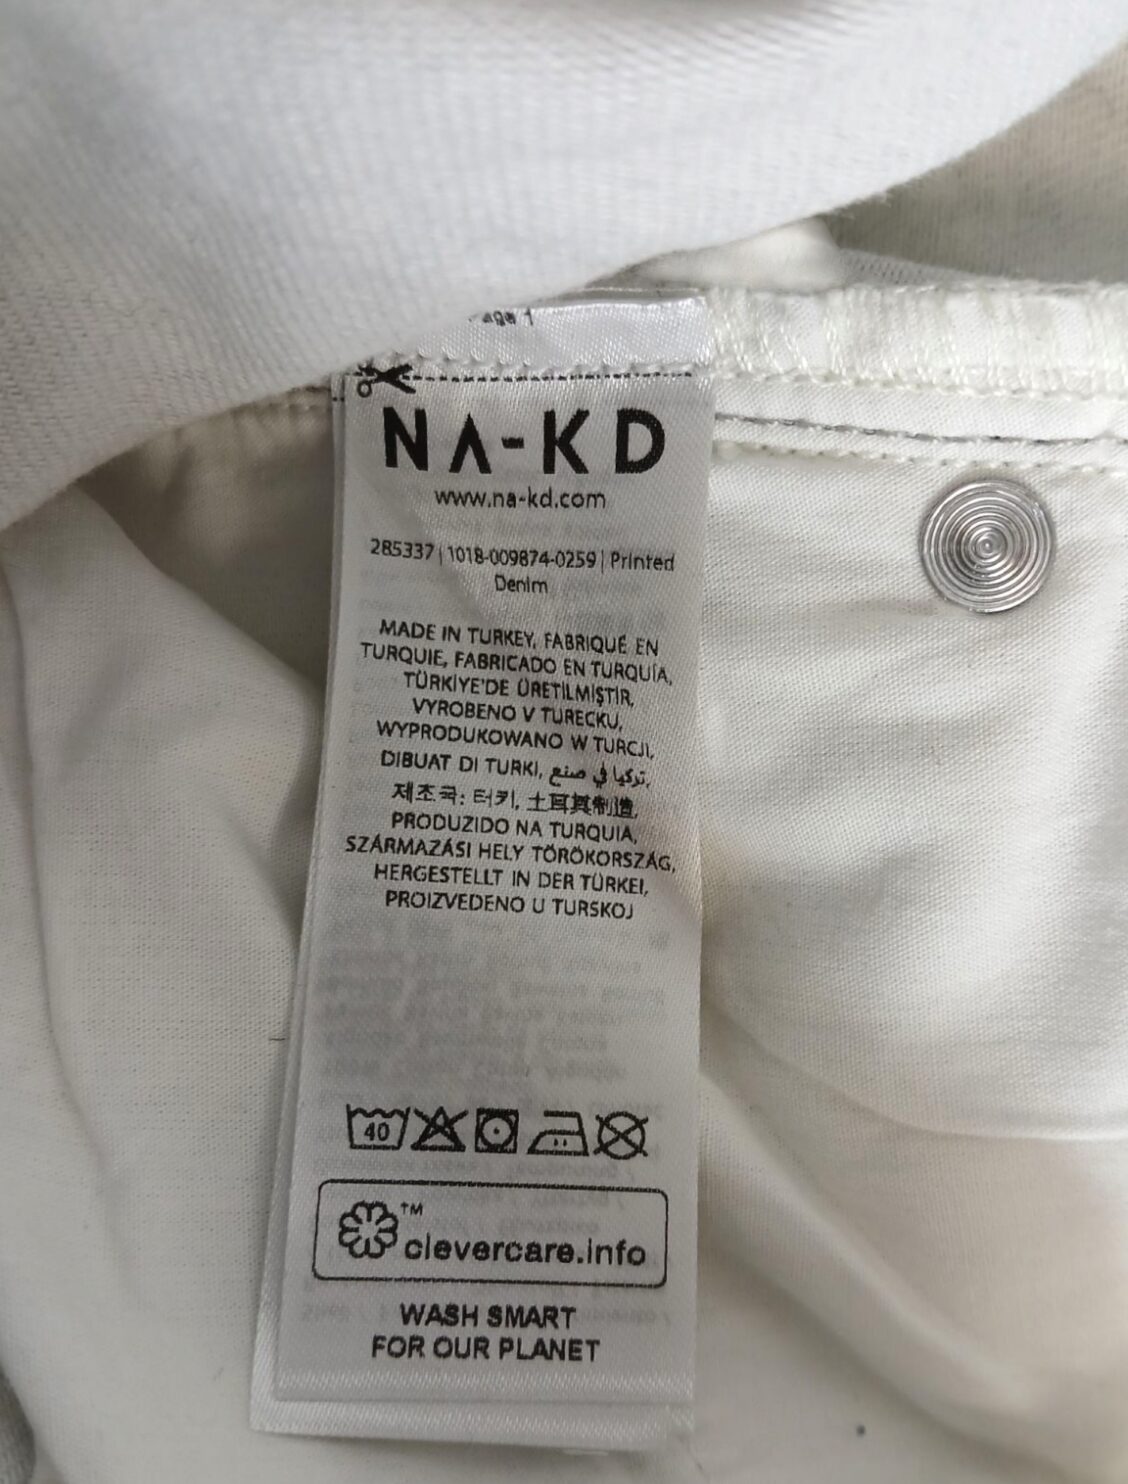 NA-KD
www.na-kd.com
285337 | 1018-009874-0259 | Printed
Denim
MADE IN TURKEY, FABRIQUÉ EN
TURQUIE, FABRICADO EN TURQUÍA,
TÜRKİYE'DE ÜRETİLMİŞTİR,
VYROBENO V TURECKU,
WYPRODUKOWANO W TURCJI,
DIBUAT DI TURKI, تركيا في صنع,
제조국: 터키, 土耳其制造,
PRODUZIDO NA TURQUIA,
SZÁRMAZÁSI HELY TÖRÖKORSZÁG,
HERGESTELLT IN DER TÜRKEI,
PROIZVEDENO U TURSKOJ
40
™
clevercare.info
WASH SMART
FOR OUR PLANET